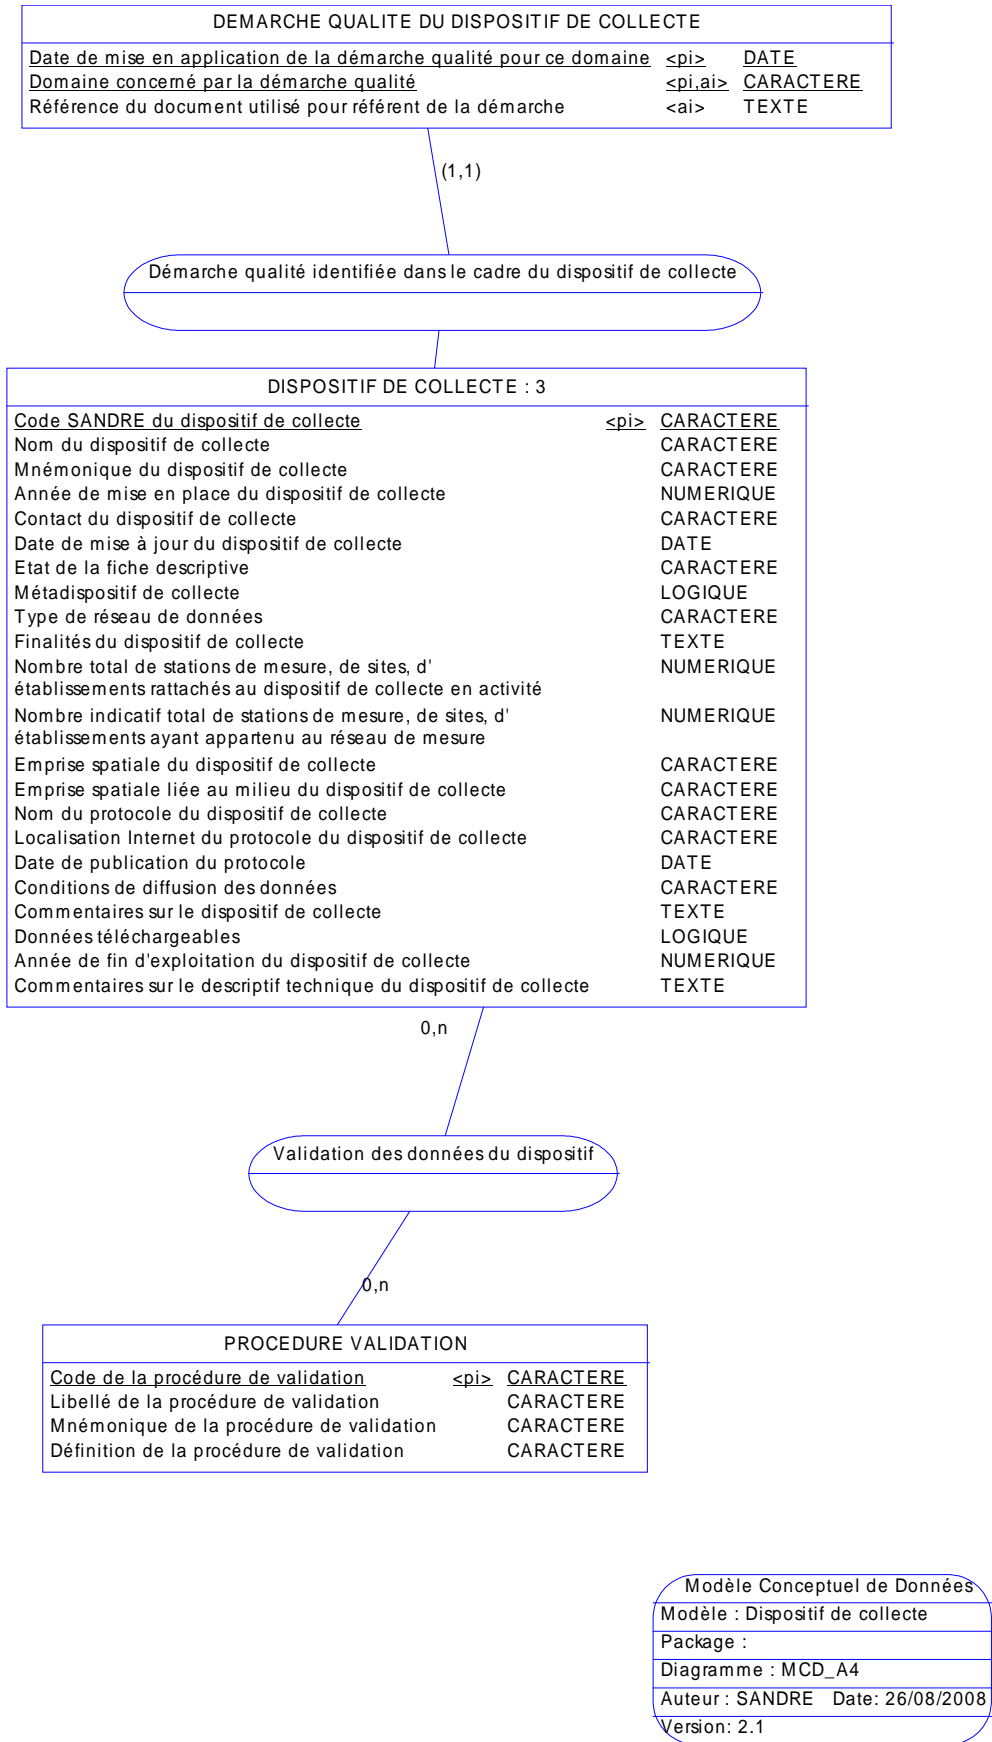 DEMARCHE QUALITE DU DISPOSITIF DE COLLECTE
Date de mise en application de la démarche qualité pour ce domaine <pi> DATE
Domaine concerné par la démarche qualité <pi,ai> CARACTERE
Référence du document utilisé pour référent de la démarche <ai> TEXTE
(1,1)
Démarche qualité identifiée dans le cadre du dispositif de collecte
DISPOSITIF DE COLLECTE : 3
Code SANDRE du dispositif de collecte <pi> CARACTERE
Nom du dispositif de collecte CARACTERE
Mnémonique du dispositif de collecte CARACTERE
Année de mise en place du dispositif de collecte NUMERIQUE
Contact du dispositif de collecte CARACTERE
Date de mise à jour du dispositif de collecte DATE
Etat de la fiche descriptive CARACTERE
Métadispositif de collecte LOGIQUE
Type de réseau de données CARACTERE
Finalités du dispositif de collecte TEXTE
Nombre total de stations de mesure, de sites, d' NUMERIQUE
établissements rattachés au dispositif de collecte en activité
Nombre indicatif total de stations de mesure, de sites, d' NUMERIQUE
établissements ayant appartenu au réseau de mesure
Emprise spatiale du dispositif de collecte CARACTERE
Emprise spatiale liée au milieu du dispositif de collecte CARACTERE
Nom du protocole du dispositif de collecte CARACTERE
Localisation Internet du protocole du dispositif de collecte CARACTERE
Date de publication du protocole DATE
Conditions de diffusion des données CARACTERE
Commentaires sur le dispositif de collecte TEXTE
Données téléchargeables LOGIQUE
Année de fin d'exploitation du dispositif de collecte NUMERIQUE
Commentaires sur le descriptif technique du dispositif de collecte TEXTE
0,n
Validation des données du dispositif
0,n
PROCEDURE VALIDATION
Code de la procédure de validation <pi> CARACTERE
Libellé de la procédure de validation CARACTERE
Mnémonique de la procédure de validation CARACTERE
Définition de la procédure de validation CARACTERE
Modèle Conceptuel de Données
Modèle : Dispositif de collecte
Package :
Diagramme : MCD_A4
Auteur : SANDRE Date: 26/08/2008
Version: 2.1